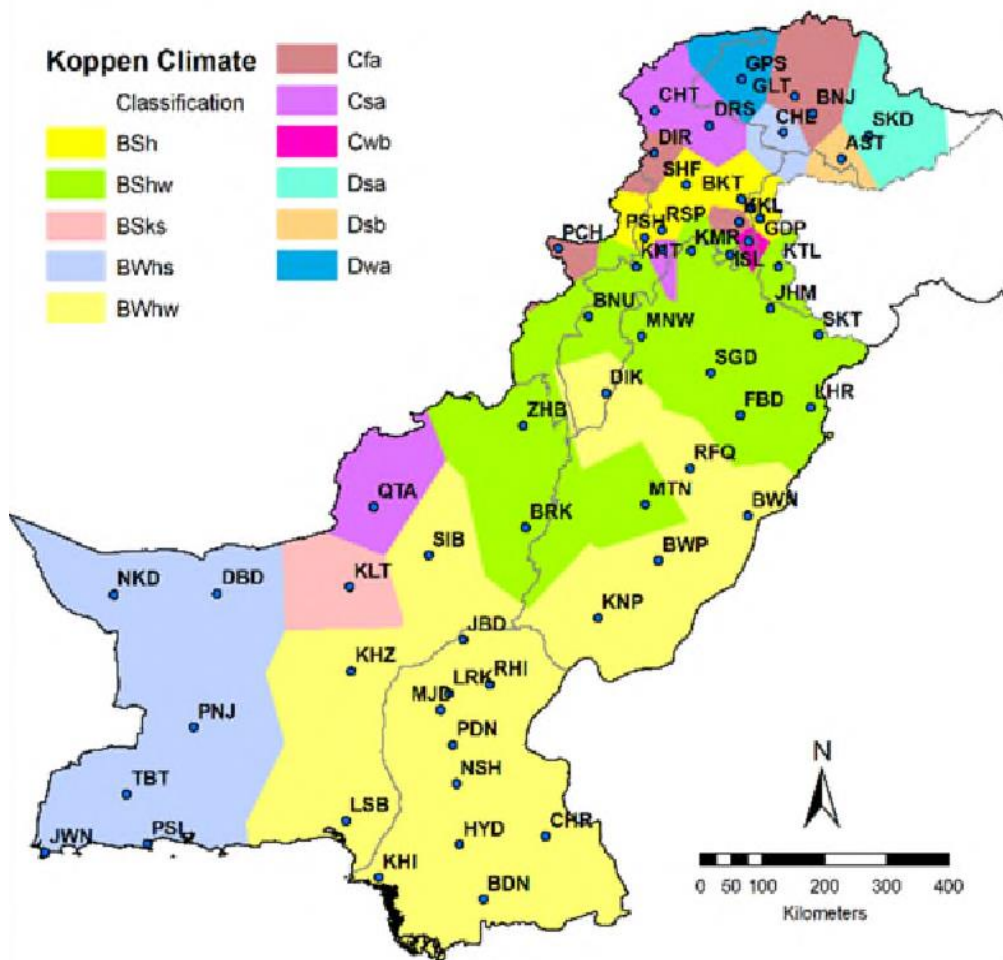 Koppen Climate
Classification
BSh
BShw
BSks
BWhs
BWhw
Cfa
Csa
Cwb
Dsa
Dsb
Dwa
GPS
GLT
BNJ
CHT
DRS
CHL
SKD
AST
DIR
SHF
BKT
KKL
RSP
PSH
GDP
PCH
KMR
KHT
ISL
KTL
BNU
JHM
MNW
SKT
SGD
DIK
LHR
FBD
ZHB
RFQ
QTA
MTN
BWN
BRK
SIB
BWP
NKD
DBD
KLT
KNP
JBD
KHZ
LRK
RHI
MJD
PNJ
PDN
NSH
TBT
LSB
CHR
PSL
HYD
JWN
KHI
BDN
N
0 50 100 200 300 400
Kilometers